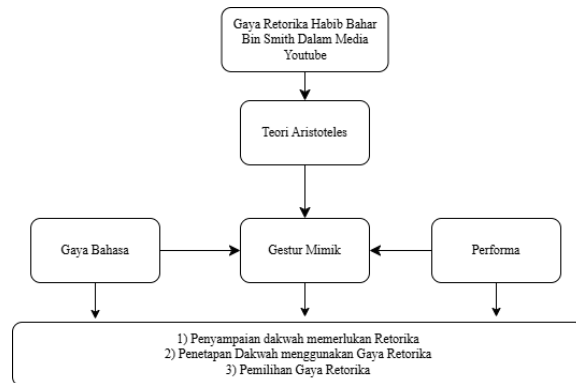 Gaya Retorika Habib Bahar
Bin Smith Dalam Media
Youtube
Teori Aristoteles
Gaya Bahasa
Gestur Mimik
Performa
1) Penyampaian dakwah memerlukan Retorika
2) Penetapan Dakwah menggunakan Gaya Retorika
3) Pemilihan Gaya Retorika